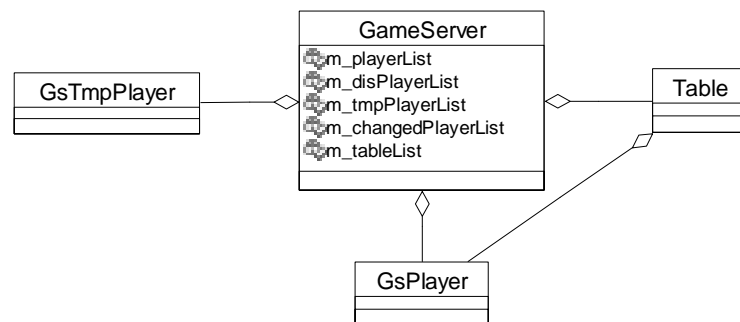 GameServer
m_playerList
m_disPlayerList
m_tmpPlayerList
m_changedPlayerList
m_tableList
GsTmpPlayer
Table
GsPlayer